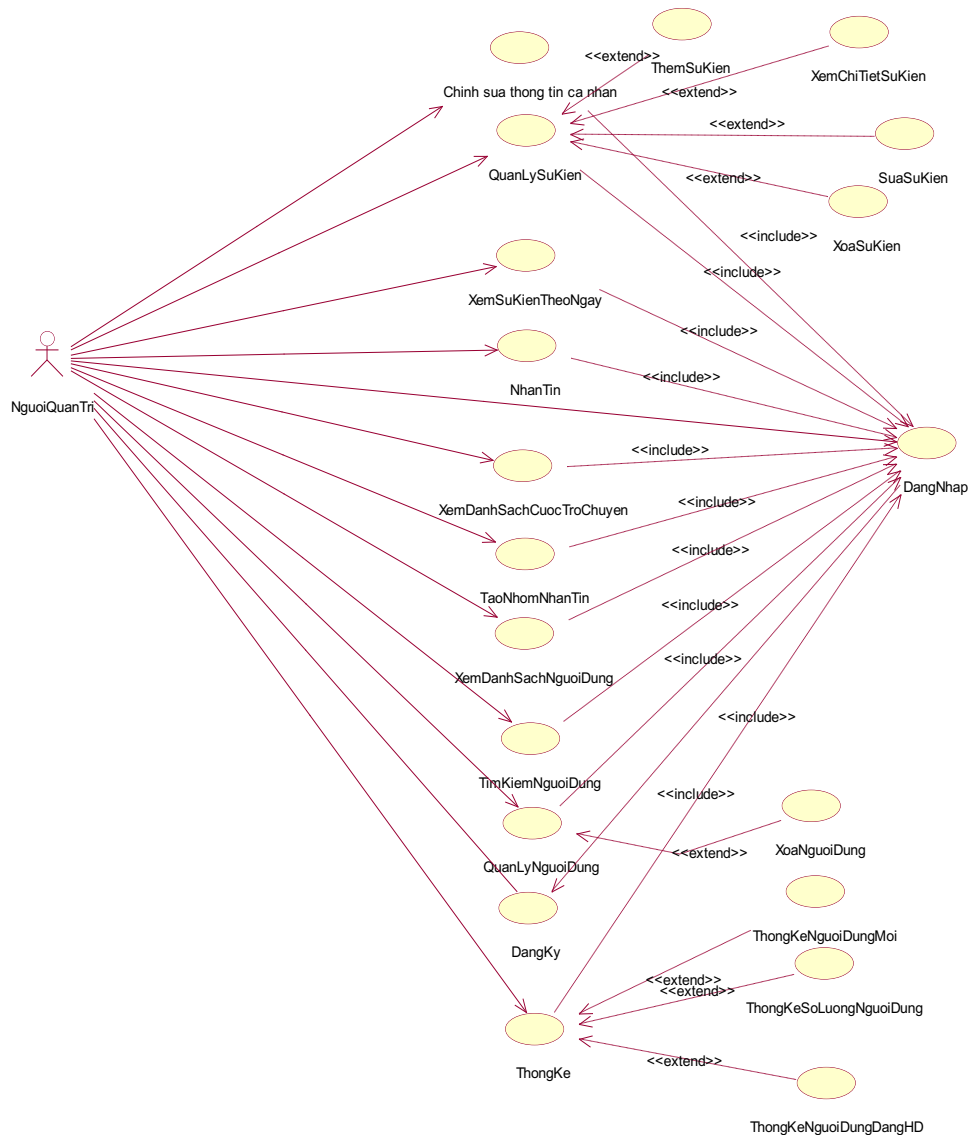 <<extend>>
ThemSuKien
XemChiTietSuKien
Chinh sua thong tin ca nhan
<<extend>>
<<extend>>
QuanLySuKien
SuaSuKien
<<extend>>
XoaSuKien
<<include>>
<<include>>
XemSuKienTheoNgay
<<include>>
<<include>>
NhanTin
NguoiQuanTri
<<include>>
DangNhap
XemDanhSachCuocTroChuyen
<<include>>
TaoNhomNhanTin
<<include>>
<<include>>
XemDanhSachNguoiDung
<<include>>
TimKiemNguoiDung
<<include>>
<<extend>>
XoaNguoiDung
QuanLyNguoiDung
ThongKeNguoiDungMoi
DangKy
<<extend>>
<<extend>>
ThongKeSoLuongNguoiDung
<<extend>>
ThongKe
ThongKeNguoiDungDangHD